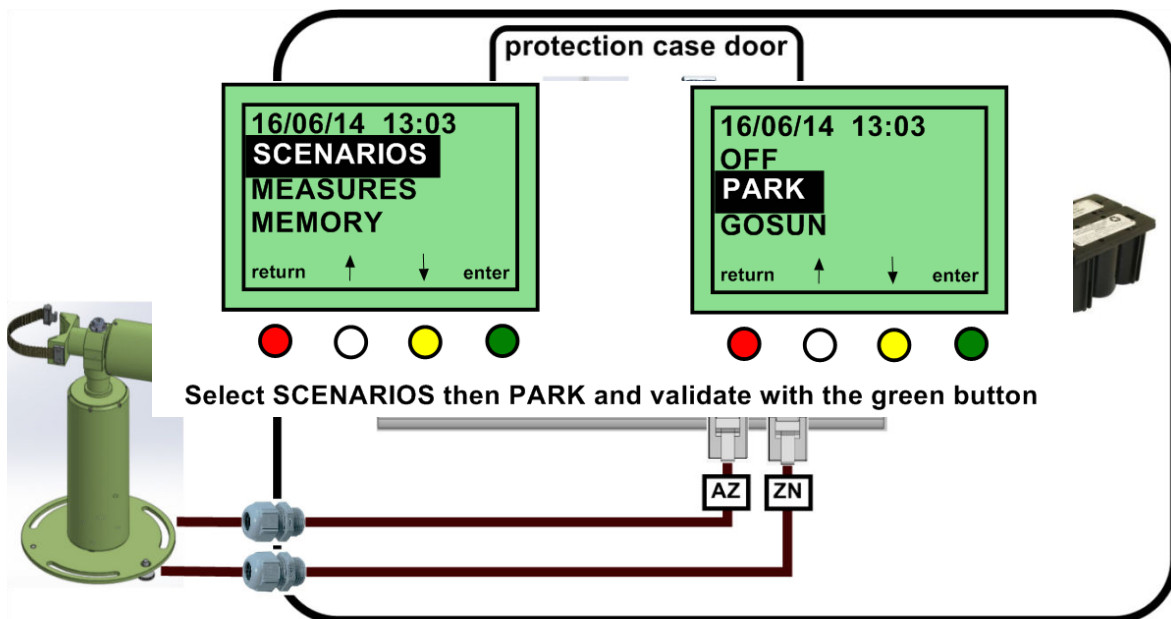 protection case door
16/06/14 13:03
SCENARIOS
MEASURES
MEMORY
return ↑ ↓ enter
16/06/14 13:03
OFF
PARK
GOSUN
return ↑ ↓ enter
Select SCENARIOS then PARK and validate with the green button
AZ ZN